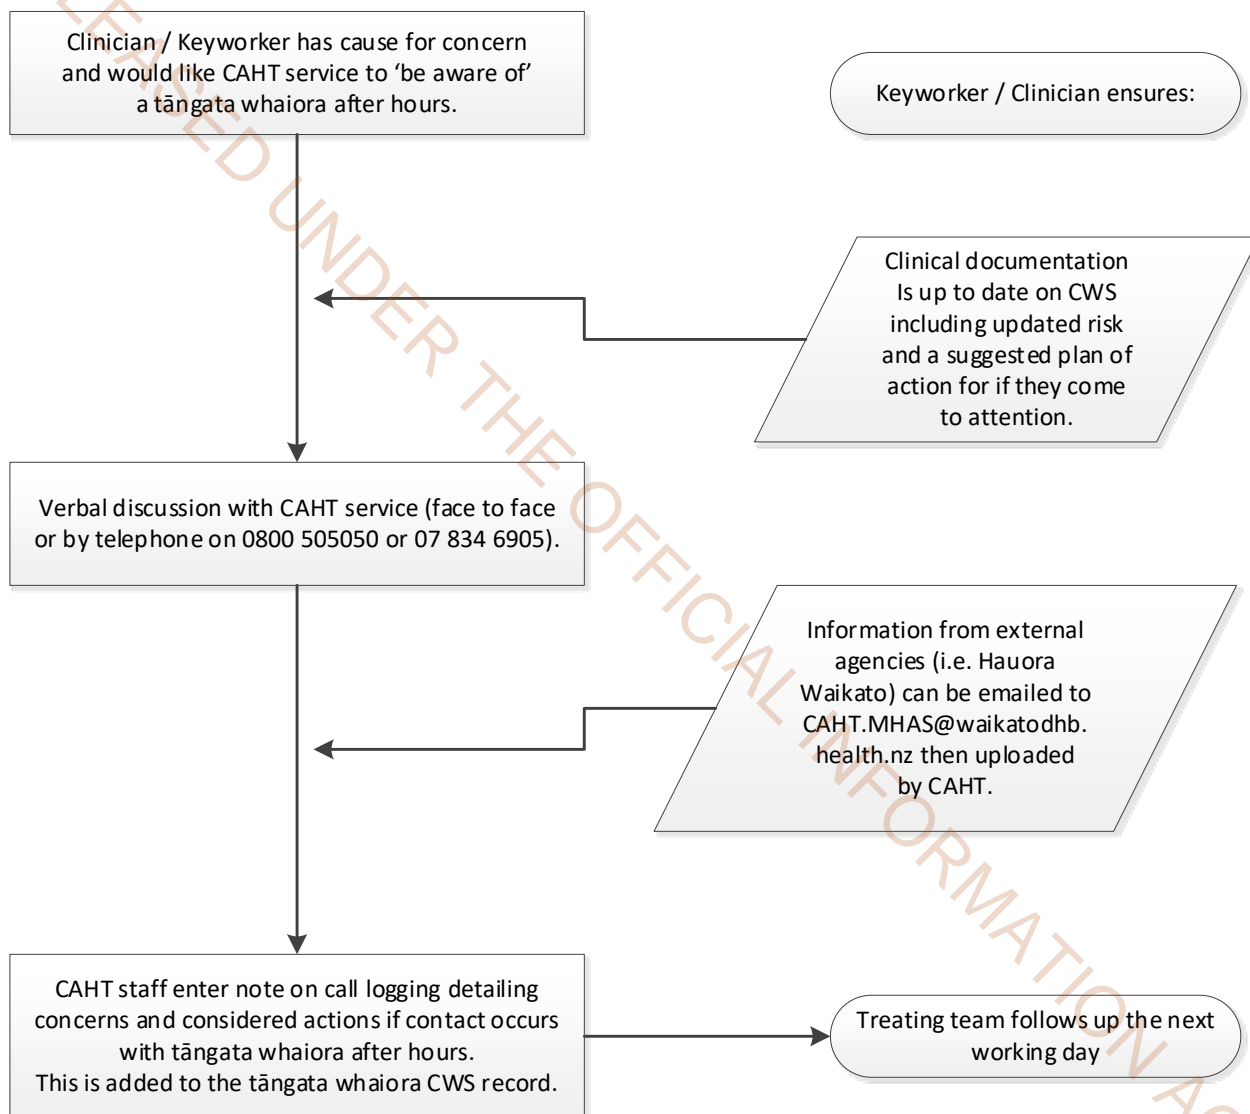 Clinician / Keyworker has cause for concern
and would like CAHT service to ‘be aware of’
a tāngata whaiora after hours.
Keyworker / Clinician ensures:
Clinical documentation
Is up to date on CWS
including updated risk
and a suggested plan of
action for if they come
to attention.
Verbal discussion with CAHT service (face to face
or by telephone on 0800 505050 or 07 834 6905).
Information from external
agencies (i.e. Hauora
Waikato) can be emailed to
CAHT.MHAS@waikatodhb.
health.nz then uploaded
by CAHT.
CAHT staff enter note on call logging detailing
concerns and considered actions if contact occurs
with tāngata whaiora after hours.
This is added to the tāngata whaiora CWS record.
Treating team follows up the next
working day
UNDER THE OFFICIAL INFORMATION